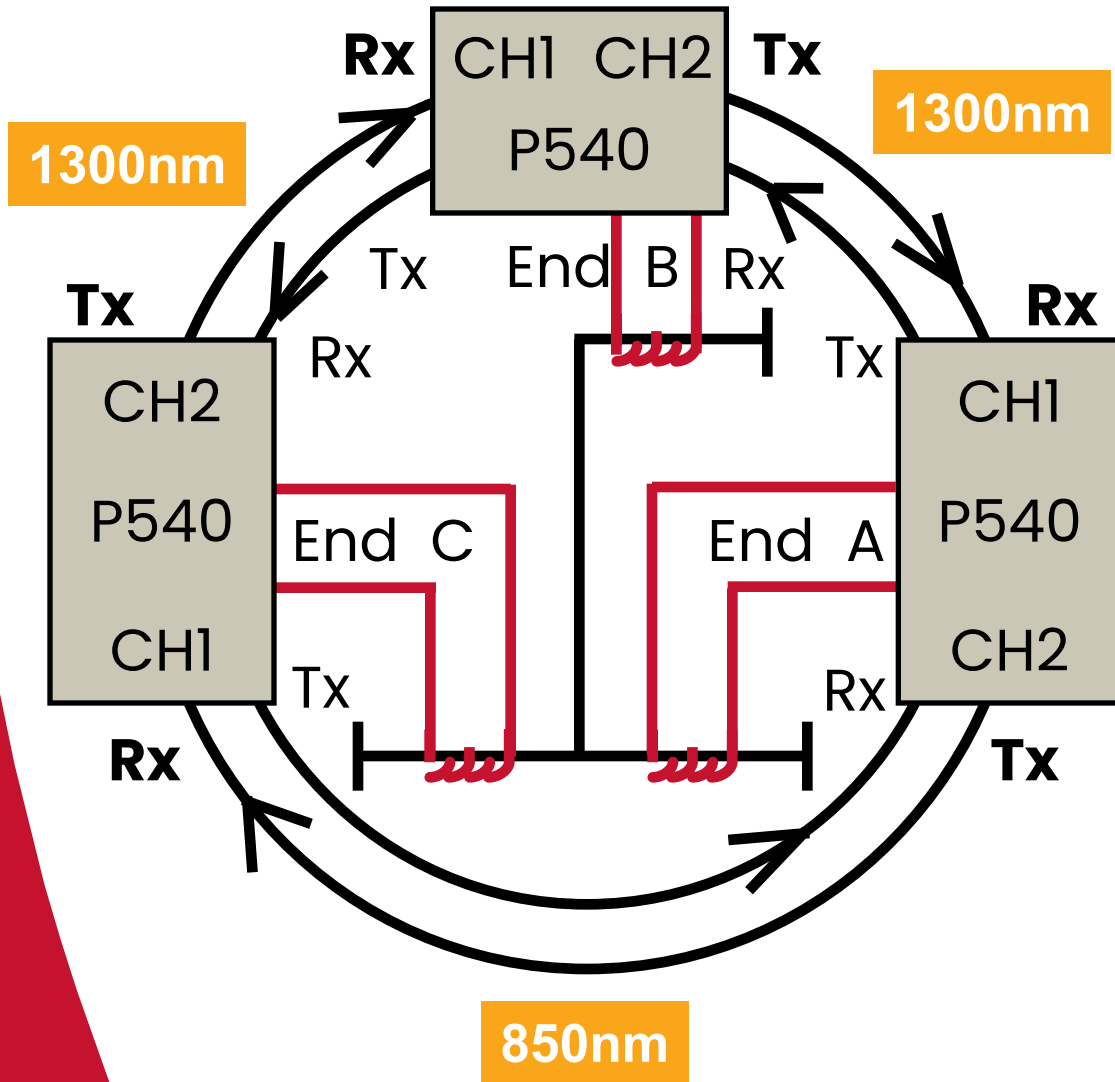 Rx CH1 CH2 Tx
1300nm
P540
1300nm
Tx End B Rx
Tx Rx
Rx Tx
CH2 CH1
P540 P540
End C End A
CH1 CH2
Tx Rx
Rx Tx
850nm